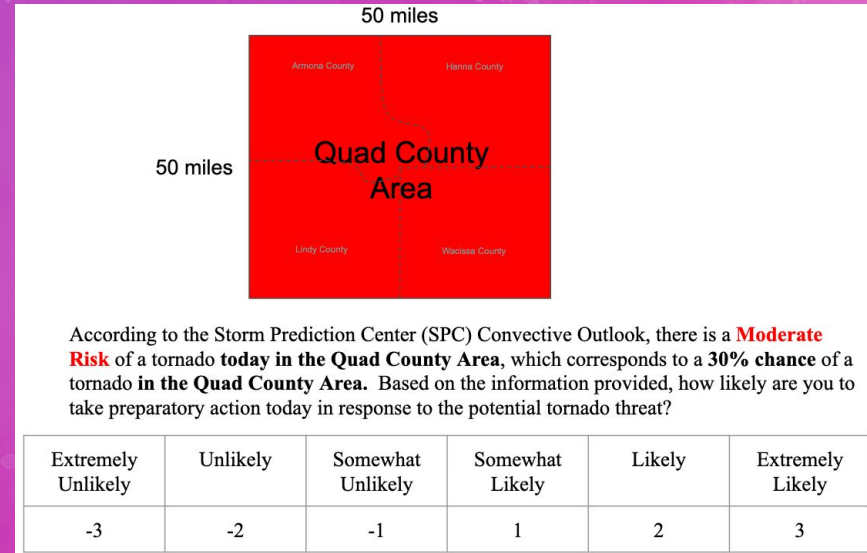 50 miles
Armona County
Hanna County
50 miles
Quad County
Area
Lindy County
Wacissa County
According to the Storm Prediction Center (SPC) Convective Outlook, there is a Moderate
Risk of a tornado today in the Quad County Area, which corresponds to a 30% chance of a
tornado in the Quad County Area. Based on the information provided, how likely are you to
take preparatory action today in response to the potential tornado threat?
Extremely Unlikely
Unlikely
Somewhat Unlikely
Somewhat Likely
Likely
Extremely Likely
-3
-2
-1
1
2
3